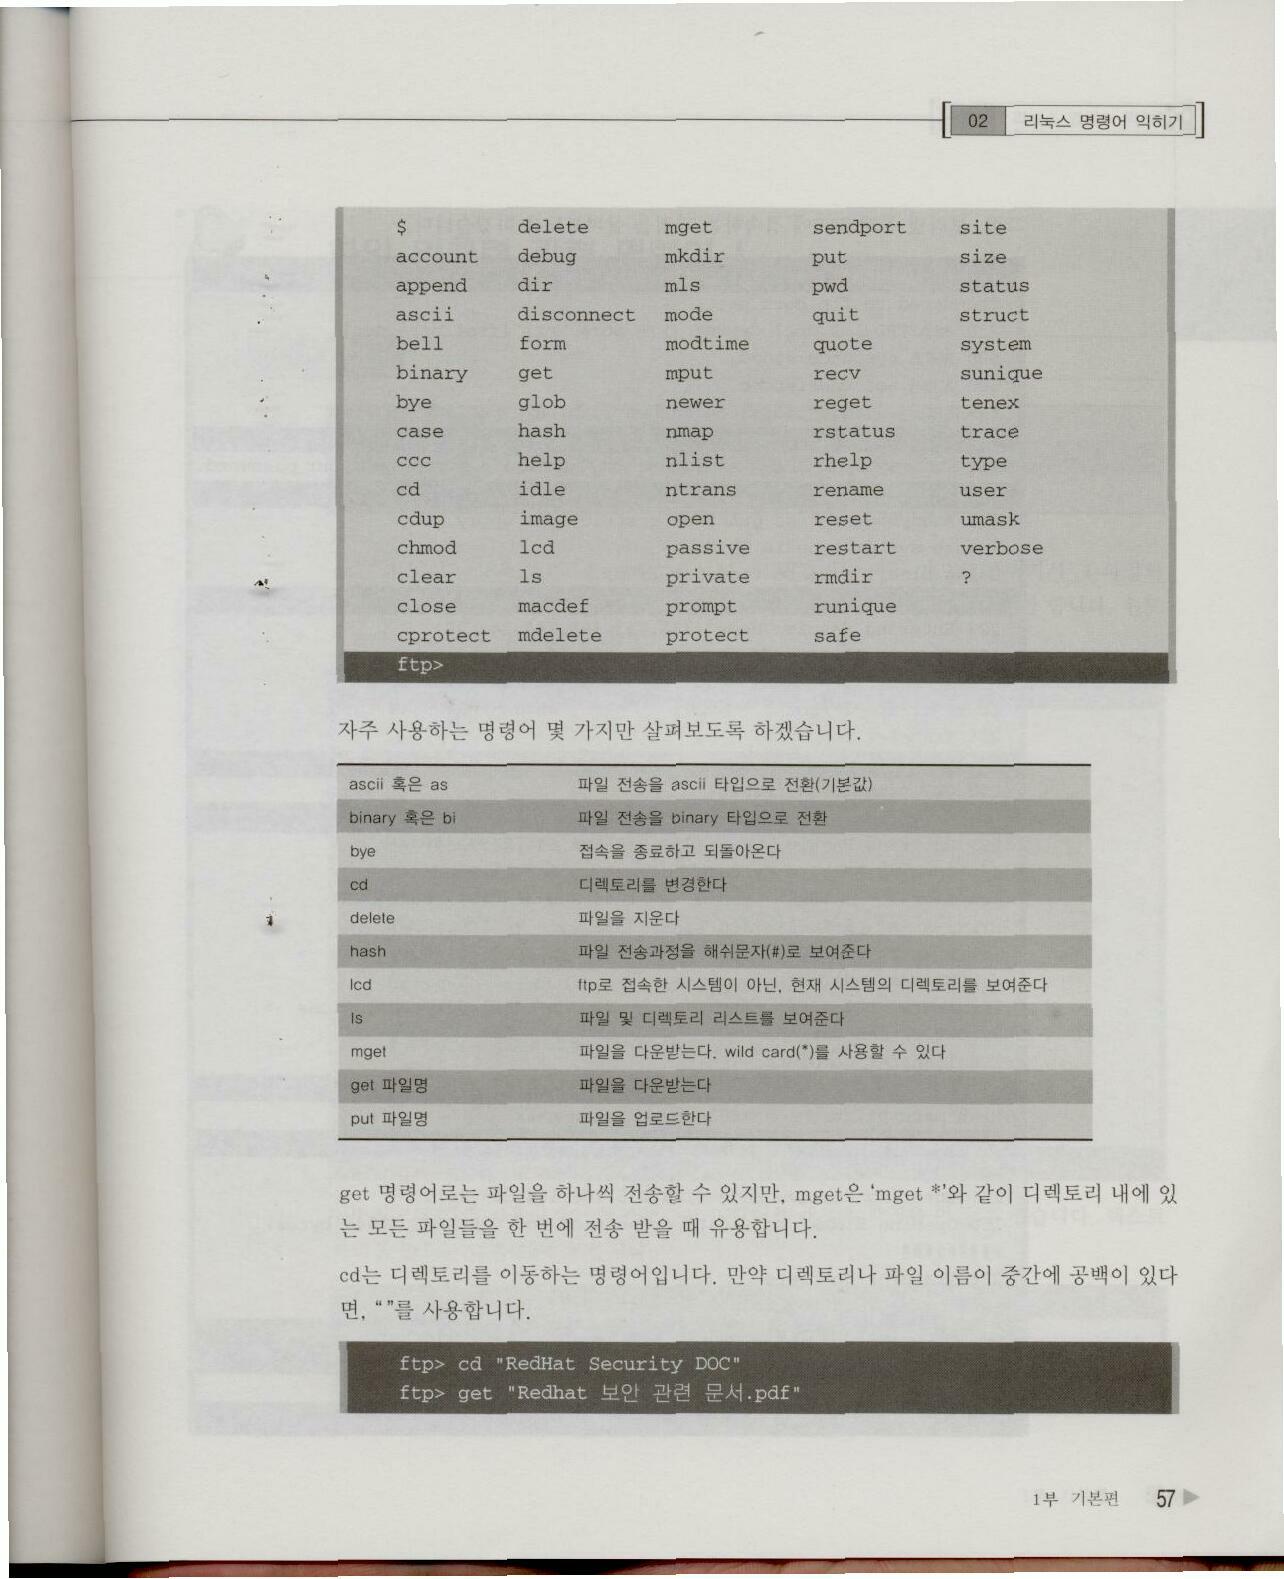 02 리눅스 명령어 익히기
$ delete mget sendport site
account debug mkdir put size
append dir mls pwd status
ascii disconnect mode quit struct
bell form modtime quote system
binary get mput recv sunique
bye glob newer reget tenex
case hash nmap rstatus trace
ccc help nlist rhelp type
cd idle ntrans rename user
cdup image open reset umask
chmod lcd passive restart verbose
clear ls private rmdir ?
close macdef prompt runique
cprotect mdelete protect safe
ftp>
자주 사용하는 명령어 몇 가지만 살펴보도록 하겠습니다.
ascii 혹은 as 파일 전송을 ascii 타입으로 전환(기본값)
binary 혹은 bi 파일 전송을 binary 타입으로 전환
bye 접속을 종료하고 되돌아온다
cd 디렉토리를 변경한다
delete 파일을 지운다
hash 파일 전송과정을 해쉬문자(#)로 보여준다
lcd ftp로 접속한 시스템이 아닌, 현재 시스템의 디렉토리를 보여준다
ls 파일 및 디렉토리 리스트를 보여준다
mget 파일을 다운받는다. wild card(*)를 사용할 수 있다
get 파일명 파일을 다운받는다
put 파일명 파일을 업로드한다
get 명령어로는 파일을 하나씩 전송할 수 있지만, mget은 ‘mget *’와 같이 디렉토리 내에 있
는 모든 파일들을 한 번에 전송 받을 때 유용합니다.
cd는 디렉토리를 이동하는 명령어입니다. 만약 디렉토리나 파일 이름이 중간에 공백이 있다
면, “ ”를 사용합니다.
ftp> cd "RedHat Security DOC"
ftp> get "Redhat 보안 관련 문서.pdf"
1부 기본편 57